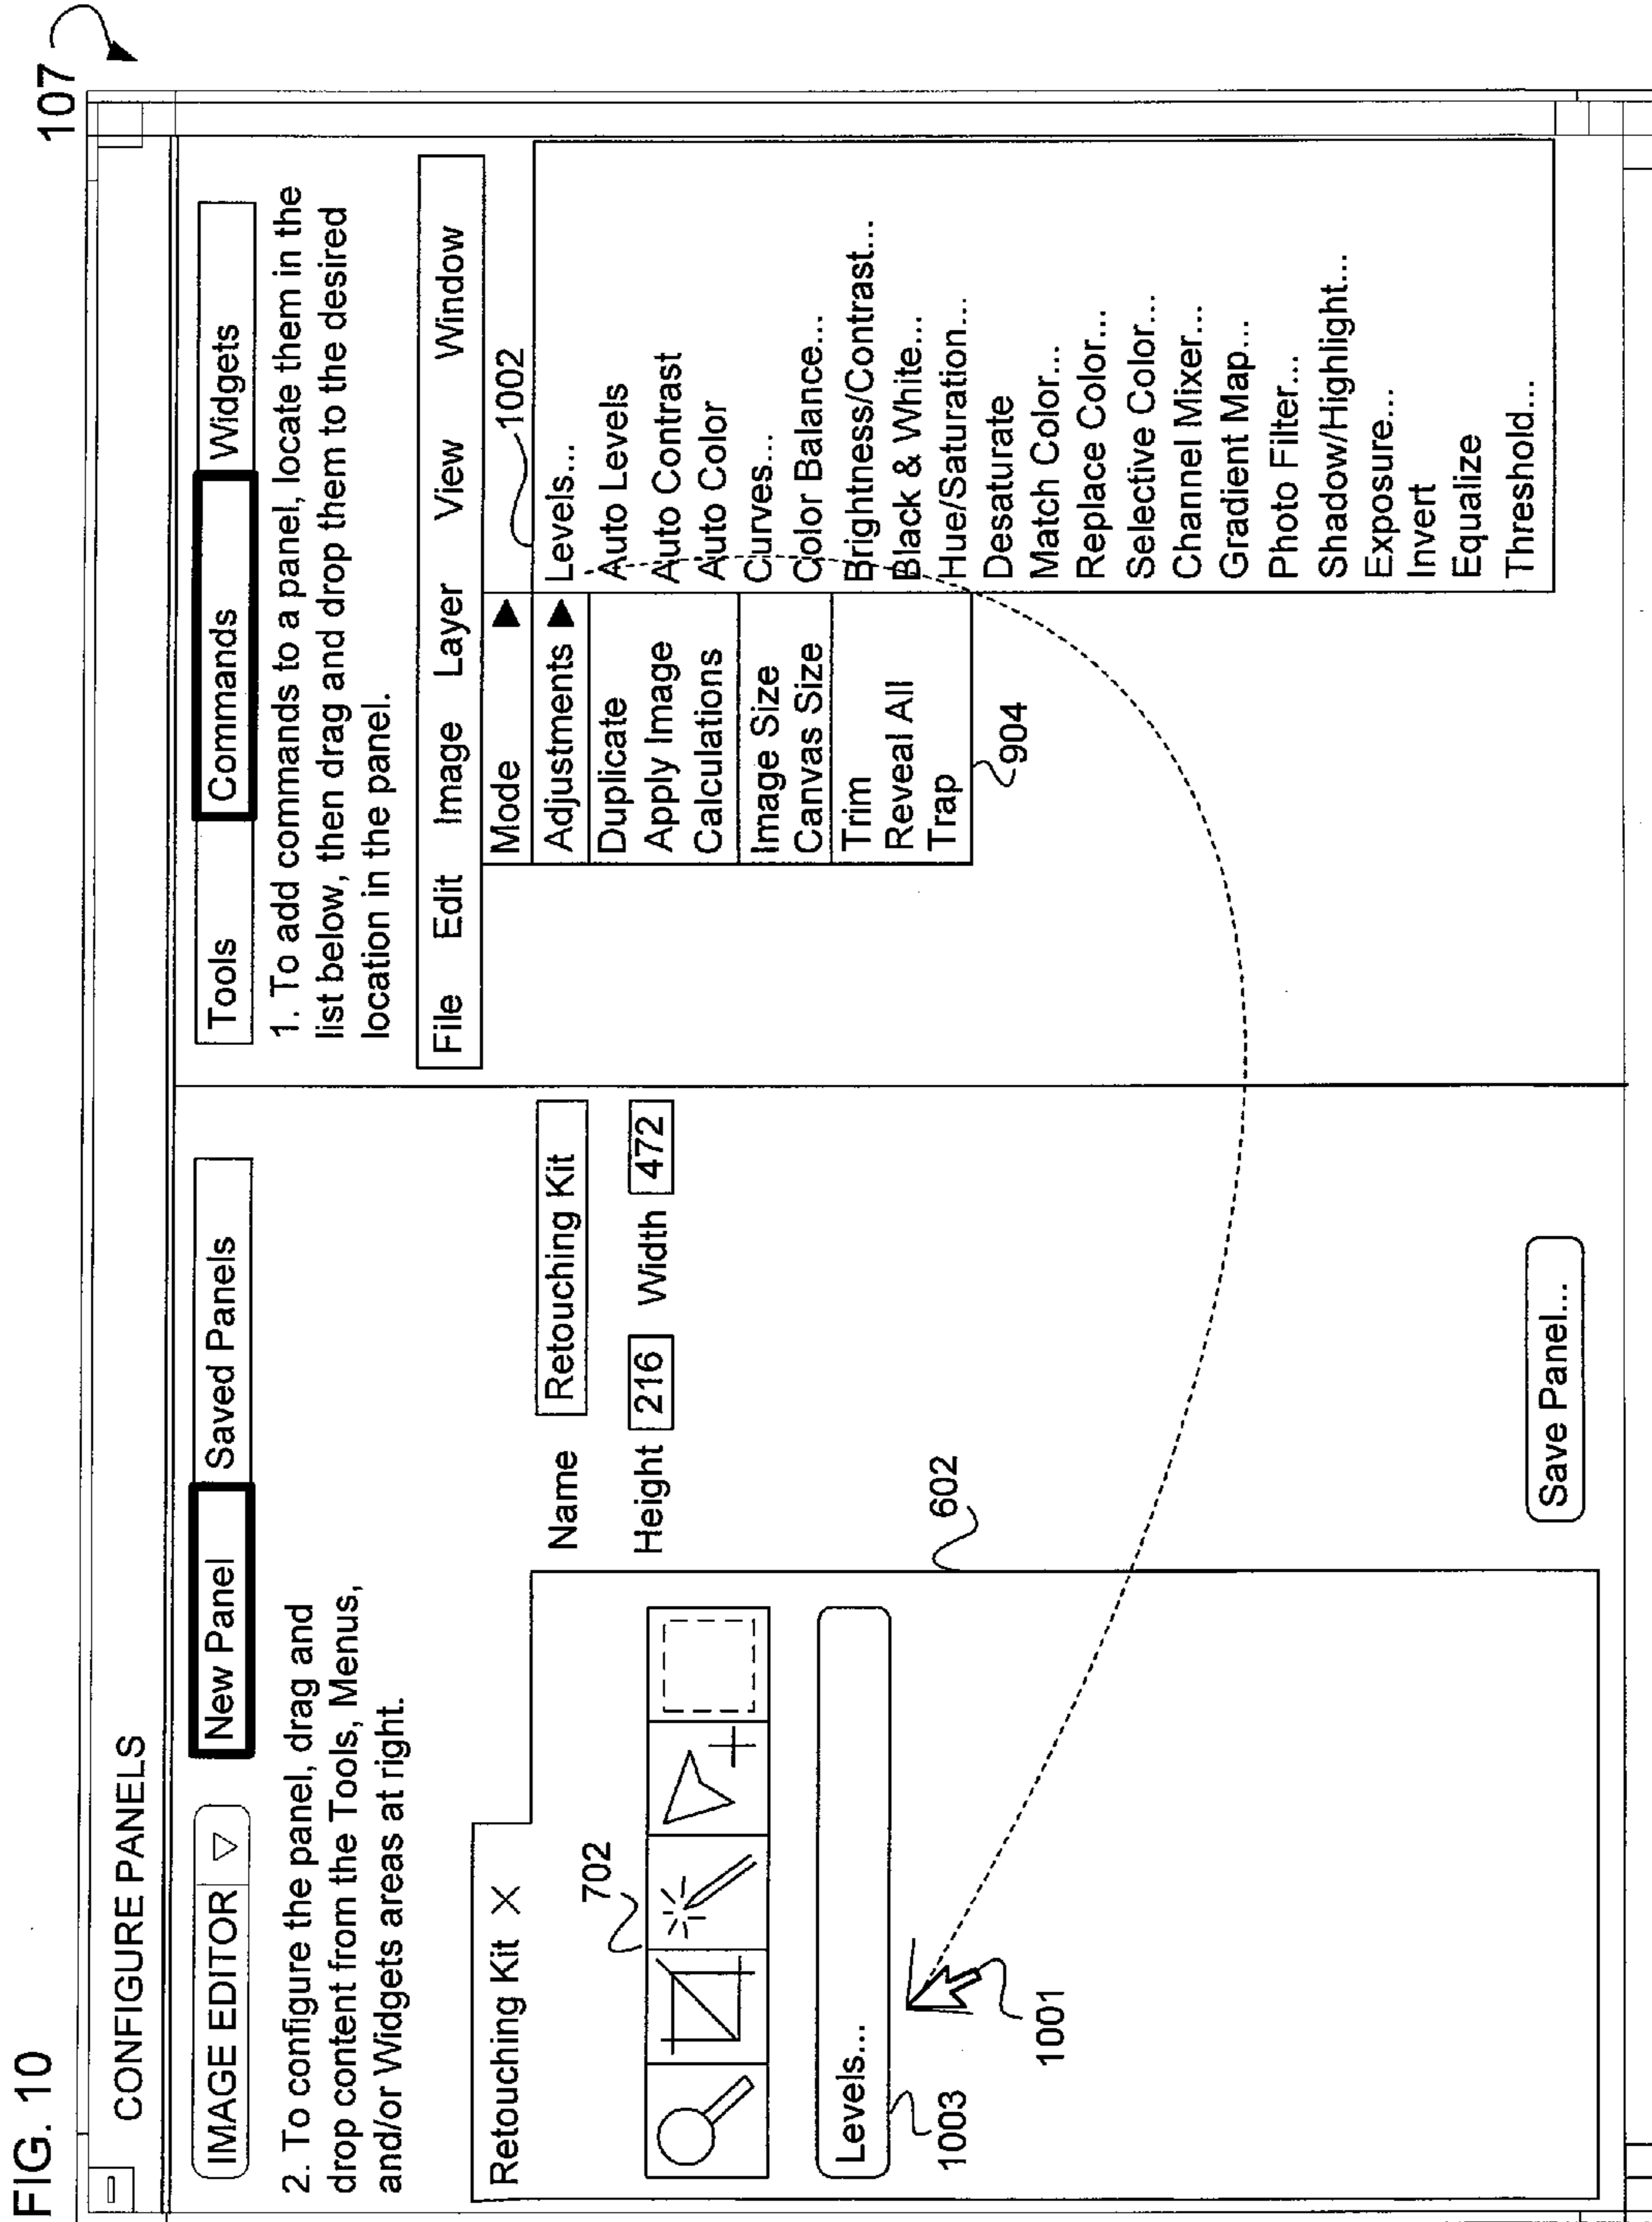 FIG. 10
107
CONFIGURE PANELS
IMAGE EDITOR
New Panel
Saved Panels
2. To configure the panel, drag and
drop content from the Tools, Menus,
and/or Widgets areas at right.
Retouching Kit
Name
Retouching Kit
Height 216 Width 472
702
602
Levels...
1003
1001
Save Panel...
Tools
Commands
Widgets
1. To add commands to a panel, locate them in the
list below, then drag and drop them to the desired
location in the panel.
File Edit Image Layer View Window
Mode
Adjustments
Duplicate
Apply Image
Calculations
Image Size
Canvas Size
Trim
Reveal All
Trap
904
1002
Levels...
Auto Levels
Auto Contrast
Auto Color
Curves...
Color Balance...
Brightness/Contrast...
Black & White...
Hue/Saturation...
Desaturate
Match Color...
Replace Color...
Selective Color...
Channel Mixer...
Gradient Map...
Photo Filter...
Shadow/Highlight...
Exposure...
Invert
Equalize
Threshold...